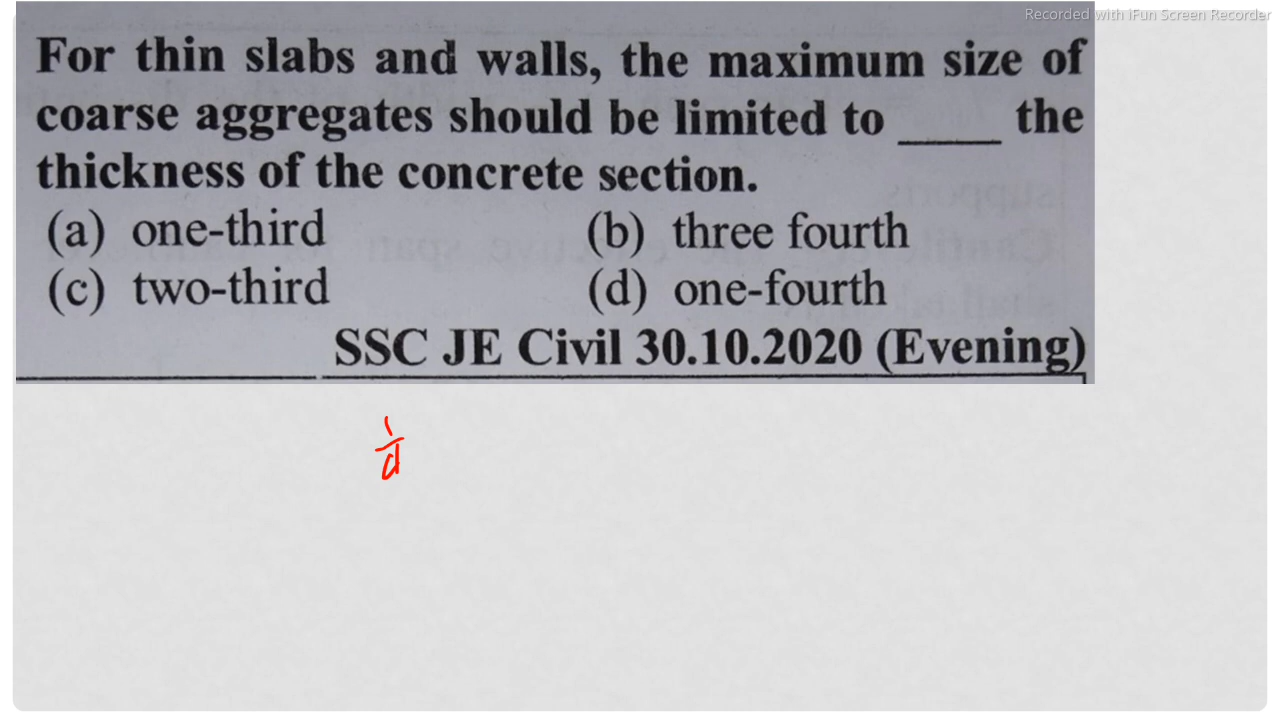 Recorded with iFun Screen Recorder
For thin slabs and walls, the maximum size of
coarse aggregates should be limited to _____ the
thickness of the concrete section.
(a) one-third (b) three fourth
(c) two-third (d) one-fourth
SSC JE Civil 30.10.2020 (Evening)
1/d